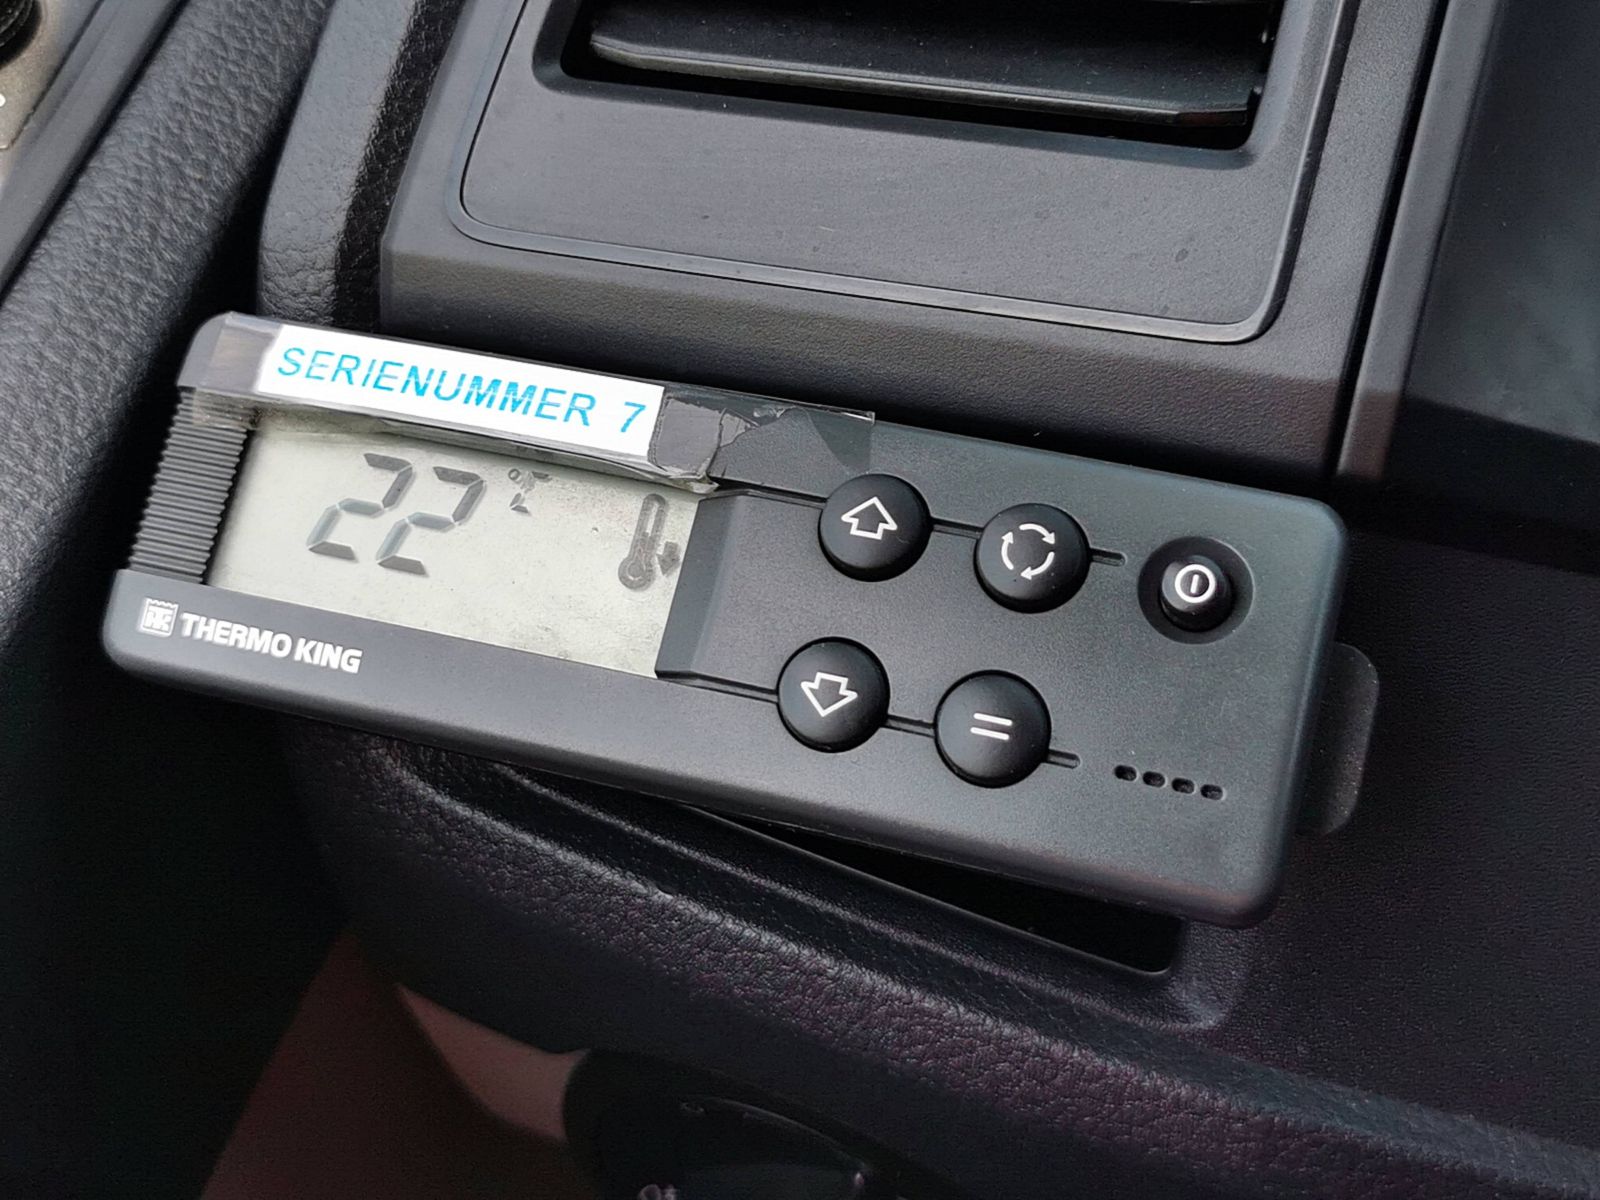 SERIENUMMER 7
22 °C
THERMO KING